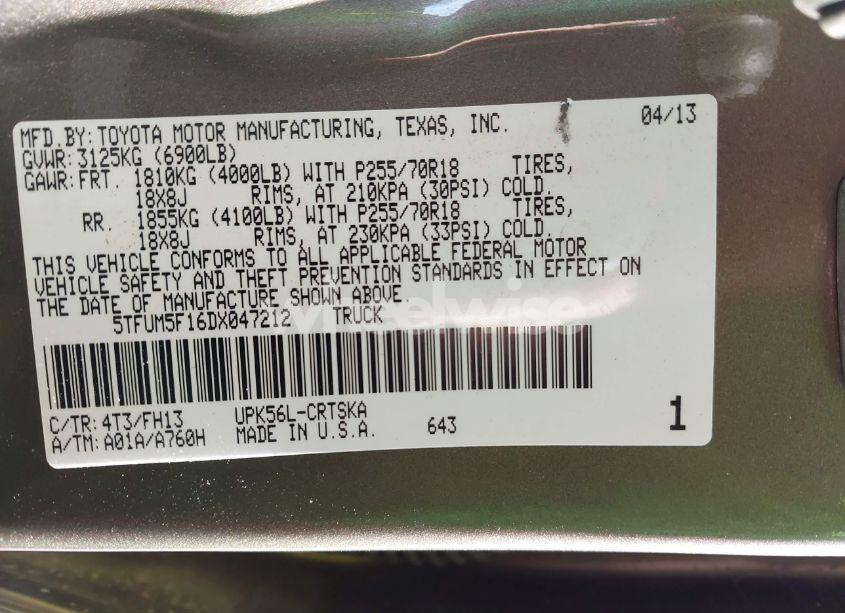 MFD.BY:TOYOTA MOTOR MANUFACTURING, TEXAS, INC. 04/13
GVWR:3125KG (6900LB)
GAWR:FRT. 1810KG (4000LB) WITH P255/70R18 TIRES,
18X8J RIMS, AT 210KPA (30PSI) COLD.
RR. 1855KG (4100LB) WITH P255/70R18 TIRES,
18X8J RIMS, AT 230KPA (33PSI) COLD.
THIS VEHICLE CONFORMS TO ALL APPLICABLE FEDERAL MOTOR
VEHICLE SAFETY AND THEFT PREVENTION STANDARDS IN EFFECT ON
THE DATE OF MANUFACTURE SHOWN ABOVE.
5TFUM5F16DX047212 TRUCK
wheelwise
C/TR:4T3/FH13 UPK56L-CRTSKA
A/TM:A01A/A760H MADE IN U.S.A. 643 1